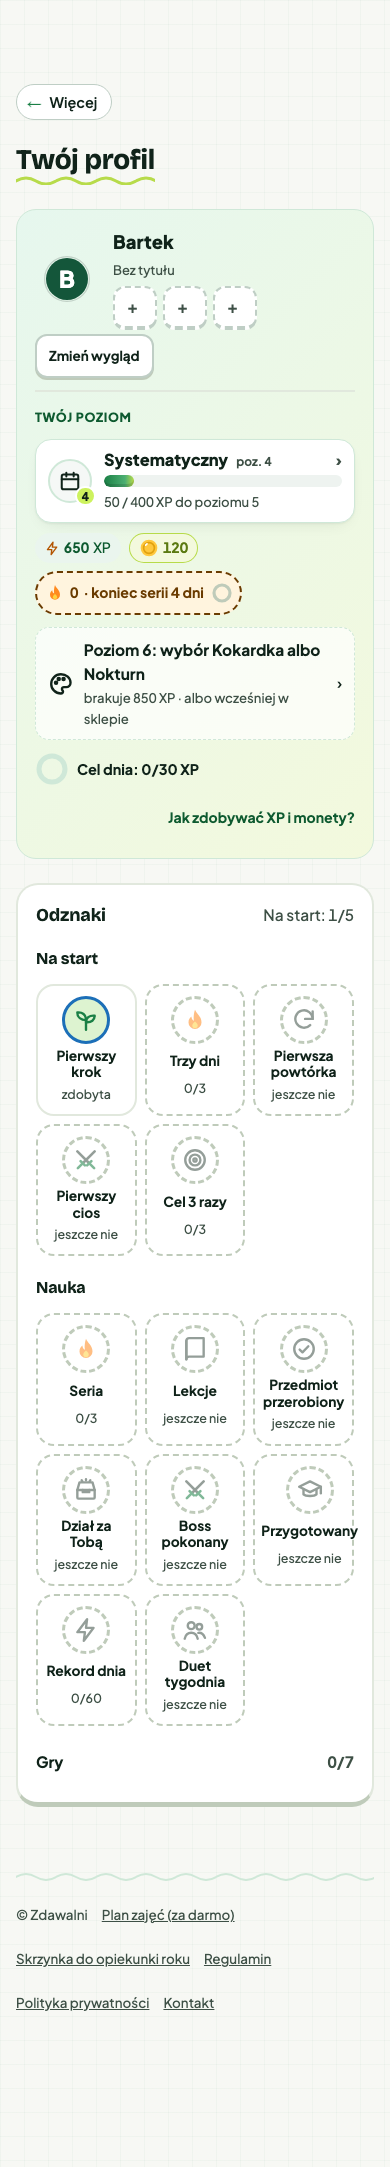 ← Więcej
Twój profil
B
Bartek
Bez tytułu
+ + +
Zmień wygląd
TWÓJ POZIOM
Systematyczny poz. 4 ›
4
50 / 400 XP do poziomu 5
650 XP 120
0 · koniec serii 4 dni
Poziom 6: wybór Kokardka albo
Nokturn
›
brakuje 850 XP · albo wcześniej w
sklepie
Cel dnia: 0/30 XP
Jak zdobywać XP i monety?
Odznaki Na start: 1/5
Na start
Pierwszy
krok
zdobyta
Trzy dni
0/3
Pierwsza
powtórka
jeszcze nie
Pierwszy
cios
jeszcze nie
Cel 3 razy
0/3
Nauka
Seria
0/3
Lekcje
jeszcze nie
Przedmiot
przerobiony
jeszcze nie
Dział za
Tobą
jeszcze nie
Boss
pokonany
jeszcze nie
Przygotowany
jeszcze nie
Rekord dnia
0/60
Duet
tygodnia
jeszcze nie
Gry 0/7
© Zdawalni Plan zajęć (za darmo)
Skrzynka do opiekunki roku Regulamin
Polityka prywatności Kontakt